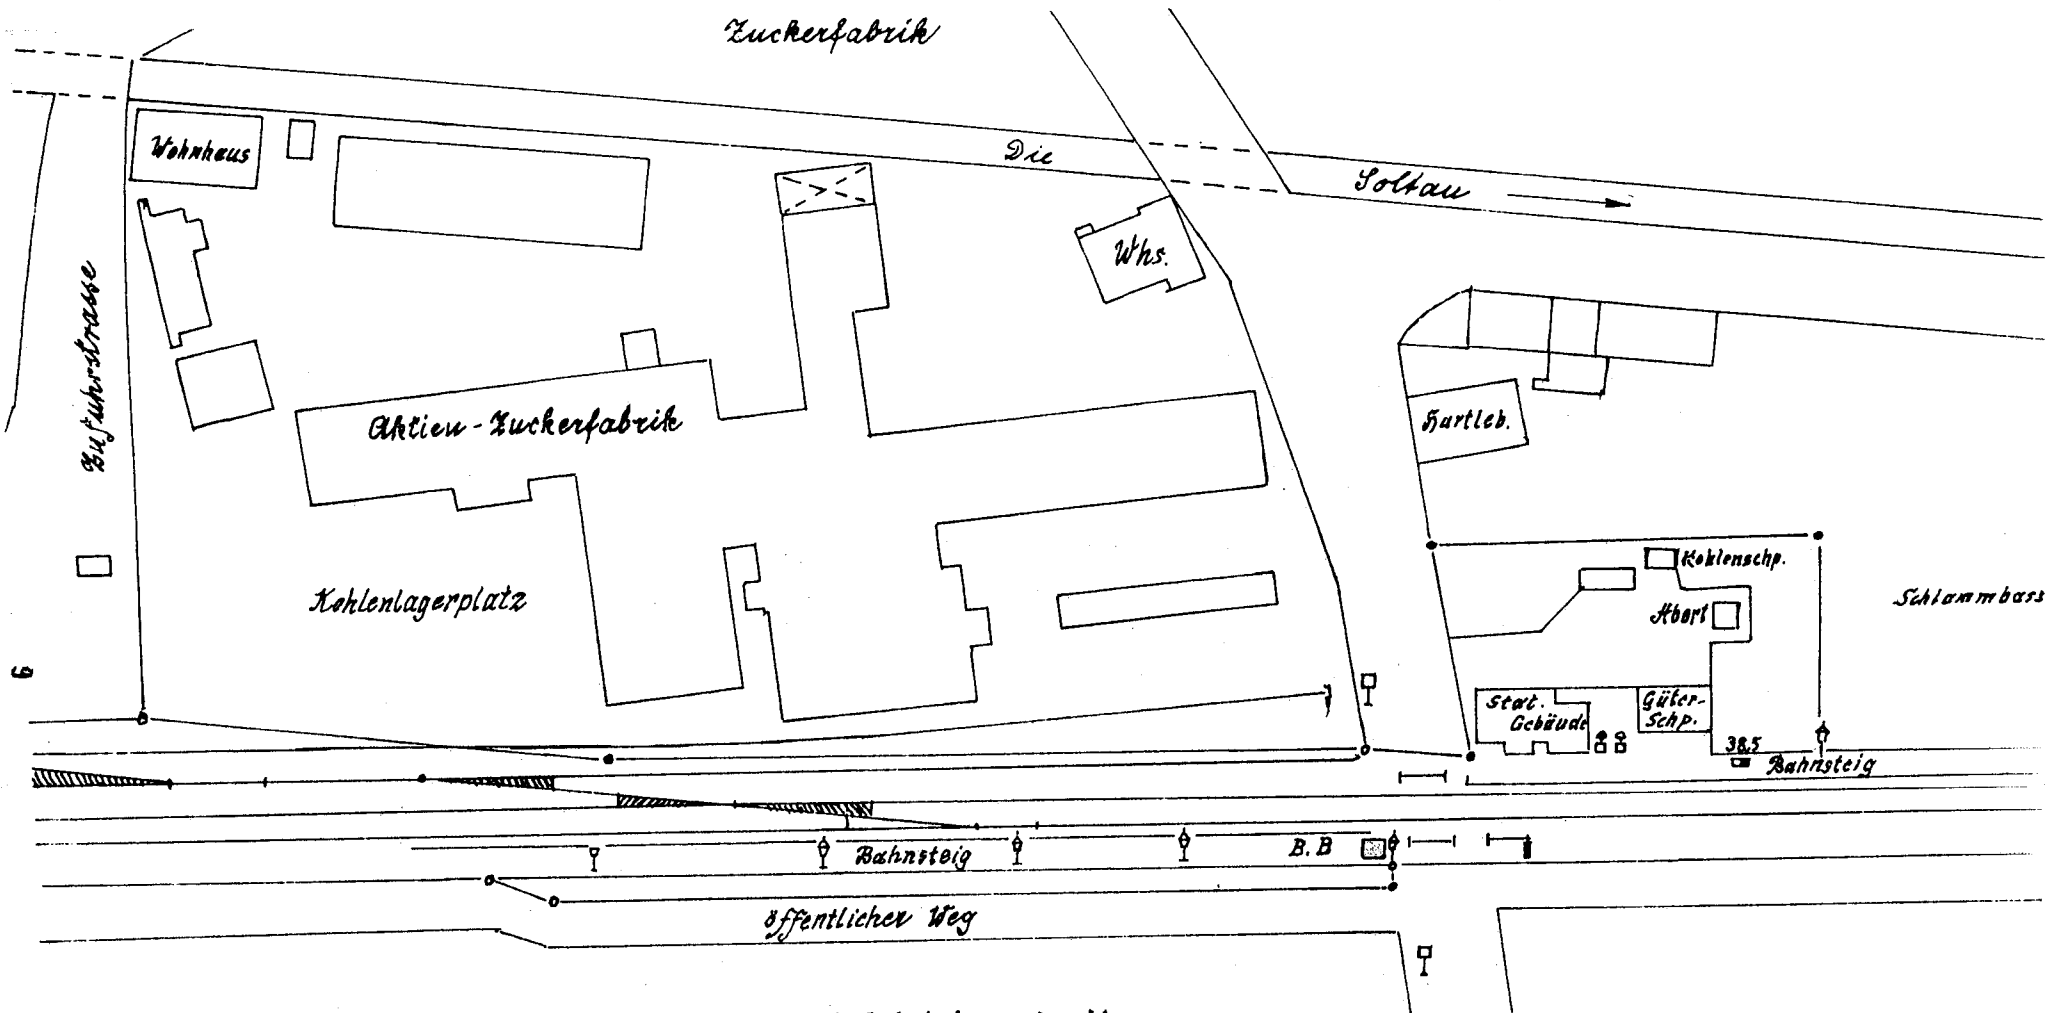 Zuckerfabrik
Wohnhaus
Die
Soltau
Whs.
Zufuhrstrasse
Aktien-Zuckerfabrik
Hartleb.
Kohlenschp.
Kohlenlagerplatz
Abort
Schlammbass
6
Stat.
Gebäude
Güter-
Schp.
38,5
Bahnsteig
Bahnsteig
B.B
öffentlicher Weg